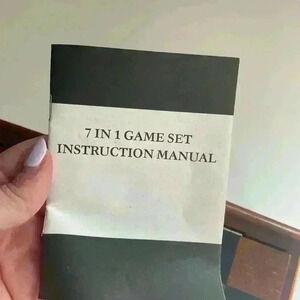 7 IN 1 GAME SET
INSTRUCTION MANUAL